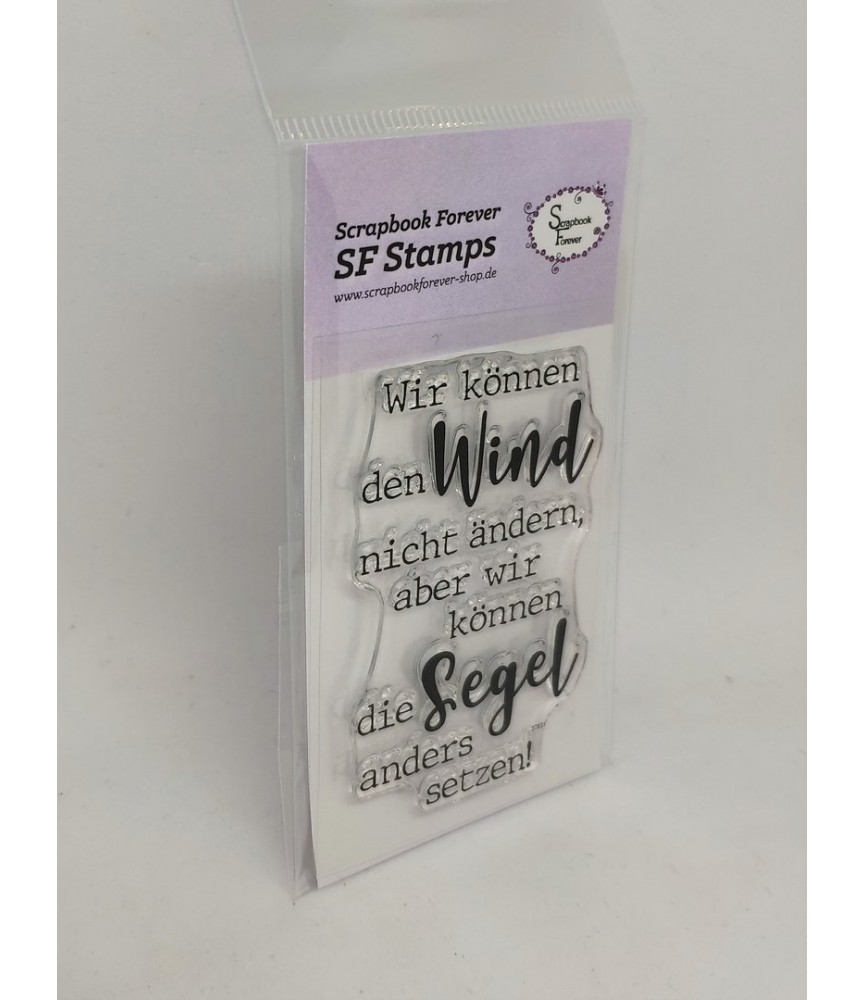 Scrapbook Forever
SF Stamps
www.scrapbookforever-shop.de
Scrapbook
Forever
Wir können
den Wind
nicht ändern,
aber wir
können
die Segel
anders
setzen!